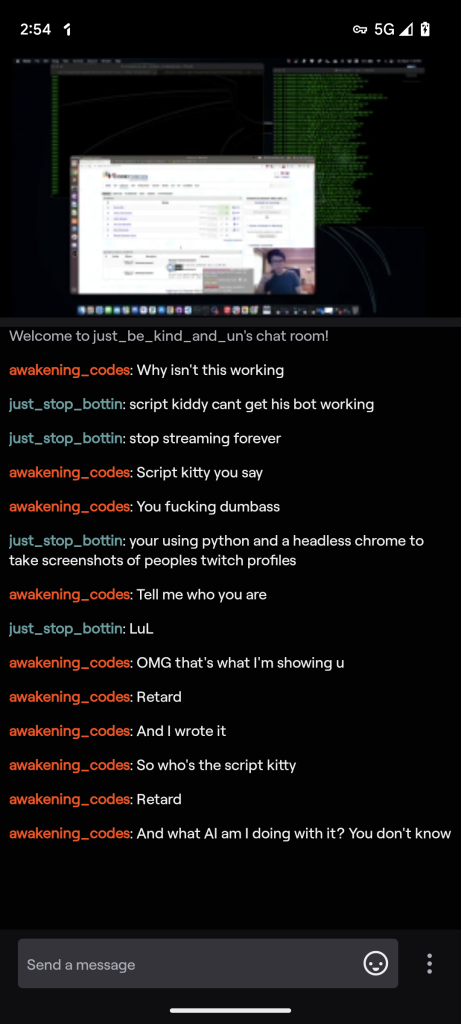 2:54
5G
Welcome to just_be_kind_and_un's chat room!
awakening_codes: Why isn't this working
just_stop_bottin: script kiddy cant get his bot working
just_stop_bottin: stop streaming forever
awakening_codes: Script kitty you say
awakening_codes: You fucking dumbass
just_stop_bottin: your using python and a headless chrome to
take screenshots of peoples twitch profiles
awakening_codes: Tell me who you are
just_stop_bottin: LuL
awakening_codes: OMG that's what I'm showing u
awakening_codes: Retard
awakening_codes: And I wrote it
awakening_codes: So who's the script kitty
awakening_codes: Retard
awakening_codes: And what AI am I doing with it? You don't know
Send a message